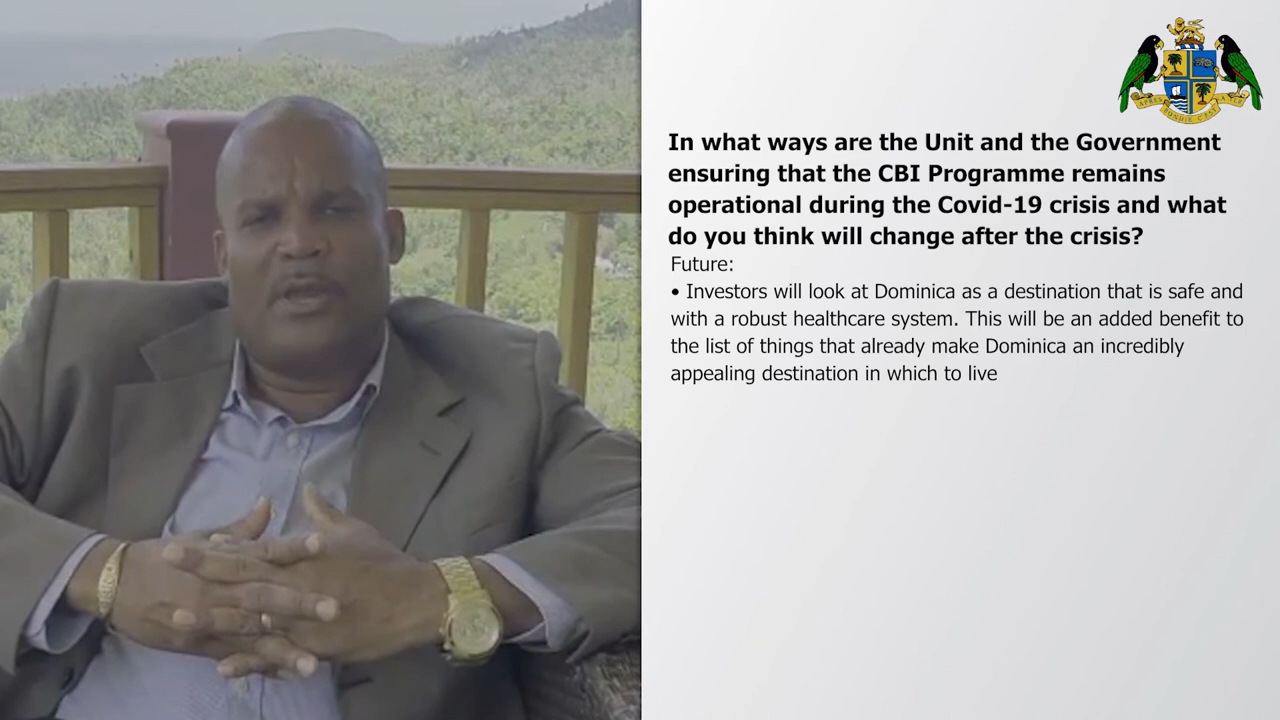 In what ways are the Unit and the Government
ensuring that the CBI Programme remains
operational during the Covid-19 crisis and what
do you think will change after the crisis?
Future:
• Investors will look at Dominica as a destination that is safe and
with a robust healthcare system. This will be an added benefit to
the list of things that already make Dominica an incredibly
appealing destination in which to live